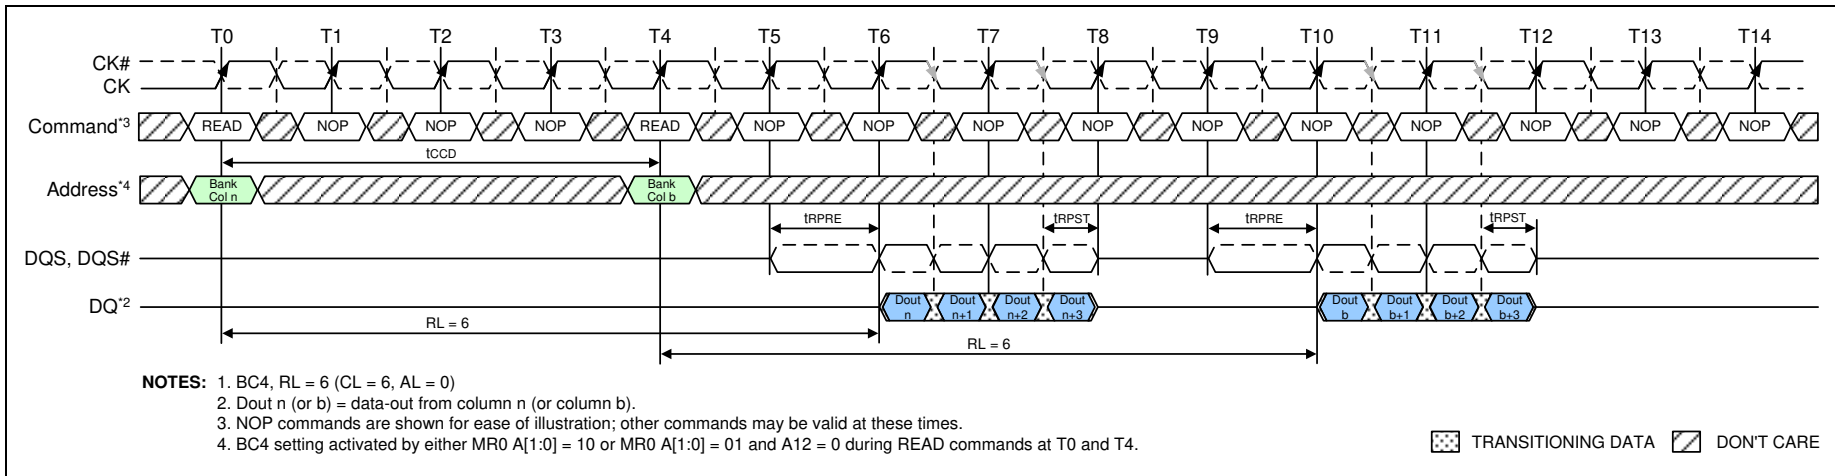 T0 T1 T2 T3 T4 T5 T6 T7 T8 T9 T10 T11 T12 T13 T14
CK#
CK
Command*3 READ NOP NOP NOP READ NOP NOP NOP NOP NOP NOP NOP NOP NOP NOP
tCCD
Address*4 Bank Col n Bank Col b
tRPRE tRPST tRPRE tRPST
DQS, DQS#
DQ*2 Dout n Dout n+1 Dout n+2 Dout n+3 Dout b Dout b+1 Dout b+2 Dout b+3
RL = 6
RL = 6
NOTES: 1. BC4, RL = 6 (CL = 6, AL = 0)
2. Dout n (or b) = data-out from column n (or column b).
3. NOP commands are shown for ease of illustration; other commands may be valid at these times.
4. BC4 setting activated by either MR0 A[1:0] = 10 or MR0 A[1:0] = 01 and A12 = 0 during READ commands at T0 and T4.
TRANSITIONING DATA DON'T CARE